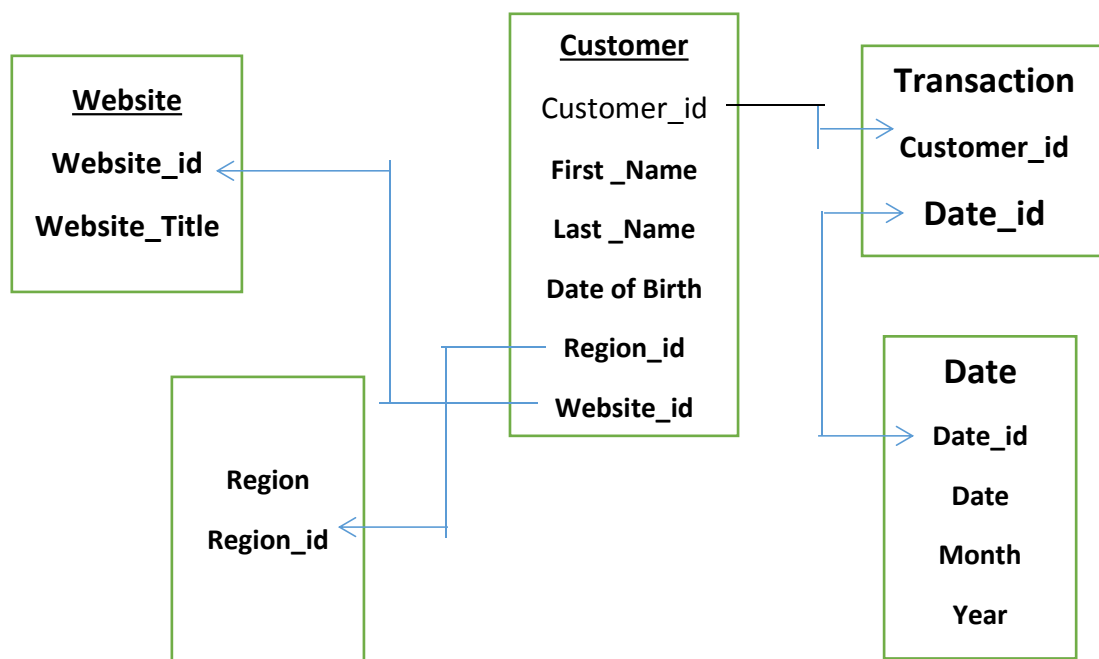 Website
Website_id
Website_Title
Customer
Customer_id
First _Name
Last _Name
Date of Birth
Region_id
Website_id
Transaction
Customer_id
Date_id
Region
Region_id
Date
Date_id
Date
Month
Year